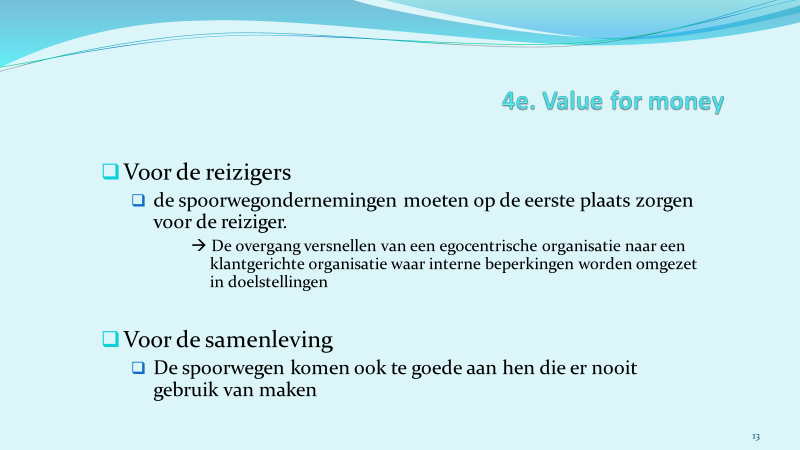 4e. Value for money
Voor de reizigers
de spoorwegondernemingen moeten op de eerste plaats zorgen
voor de reiziger.
→ De overgang versnellen van een egocentrische organisatie naar een
klantgerichte organisatie waar interne beperkingen worden omgezet
in doelstellingen
Voor de samenleving
De spoorwegen komen ook te goede aan hen die er nooit
gebruik van maken
13